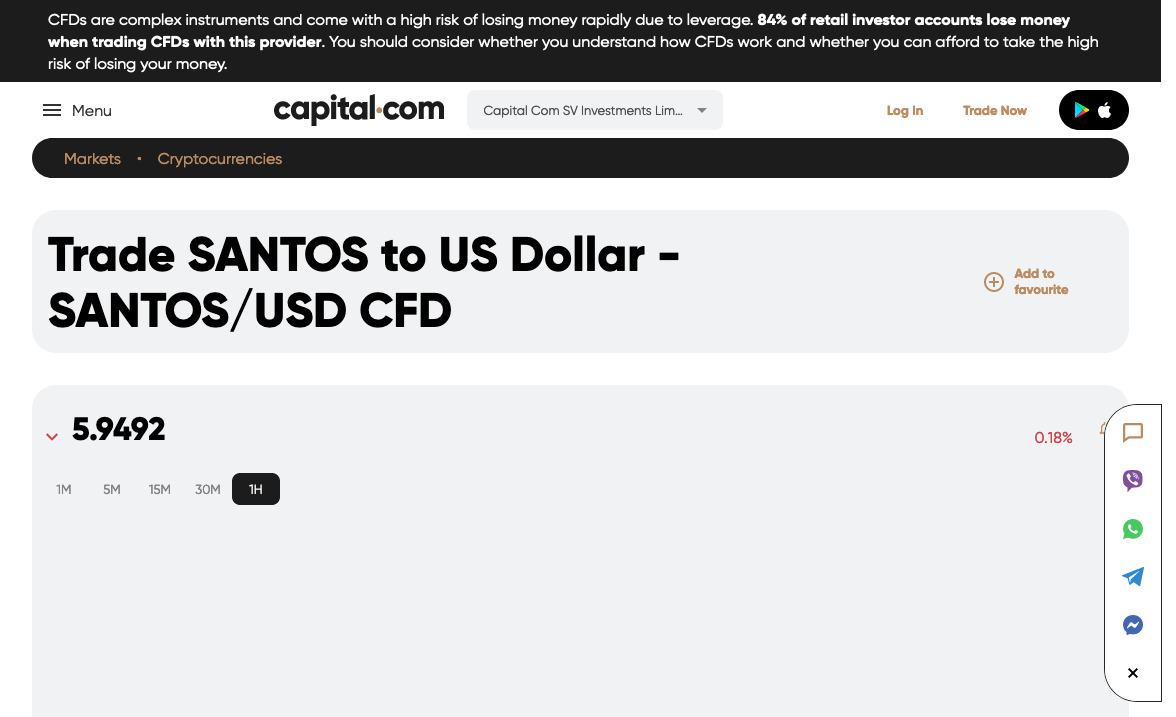 CFDs are complex instruments and come with a high risk of losing money rapidly due to leverage. 84% of retail investor accounts lose money
when trading CFDs with this provider. You should consider whether you understand how CFDs work and whether you can afford to take the high
risk of losing your money.
Menu
capital.com
Capital Com SV Investments Lim...
Log In
Trade Now
Markets • Cryptocurrencies
Trade SANTOS to US Dollar -
SANTOS/USD CFD
Add to
favourite
5.9492
0.18%
1M 5M 15M 30M 1H